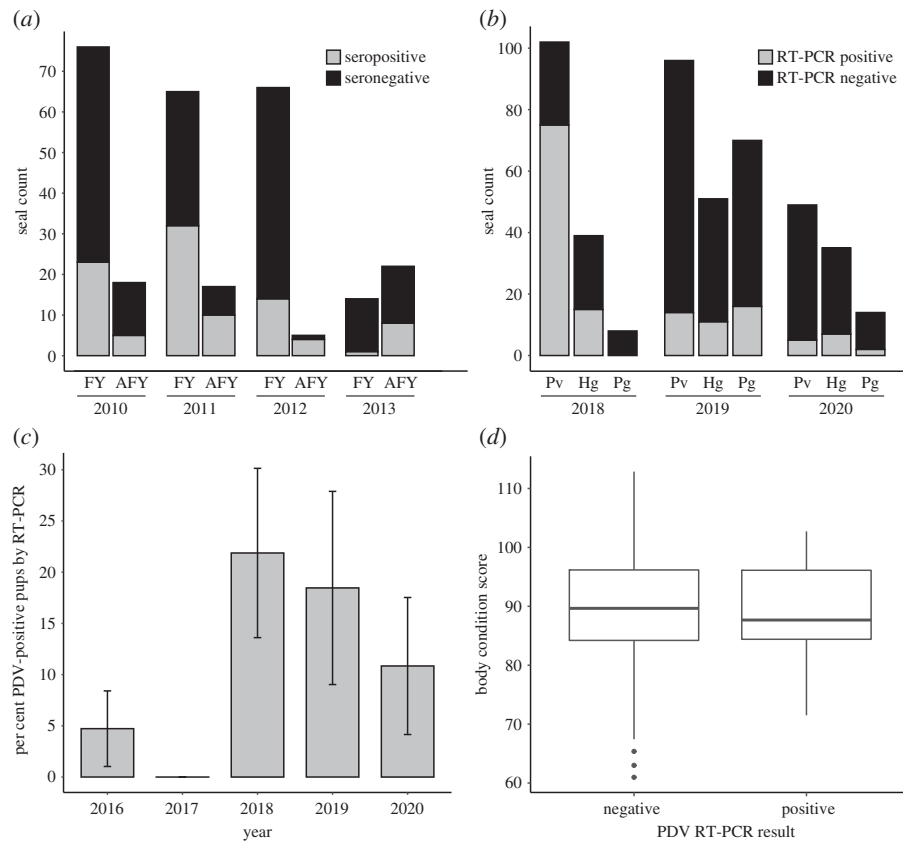 (a)
seropositive
seronegative
seal count
70
60
50
40
30
20
10
0
FY AFY FY AFY FY AFY FY AFY
2010 2011 2012 2013
(b)
RT-PCR positive
RT-PCR negative
seal count
100
80
60
40
20
0
Pv Hg Pg Pv Hg Pg Pv Hg Pg
2018 2019 2020
(c)
per cent PDV-positive pups by RT-PCR
30
25
20
15
10
5
0
2016 2017 2018 2019 2020
year
(d)
body condition score
110
100
90
80
70
60
negative positive
PDV RT-PCR result